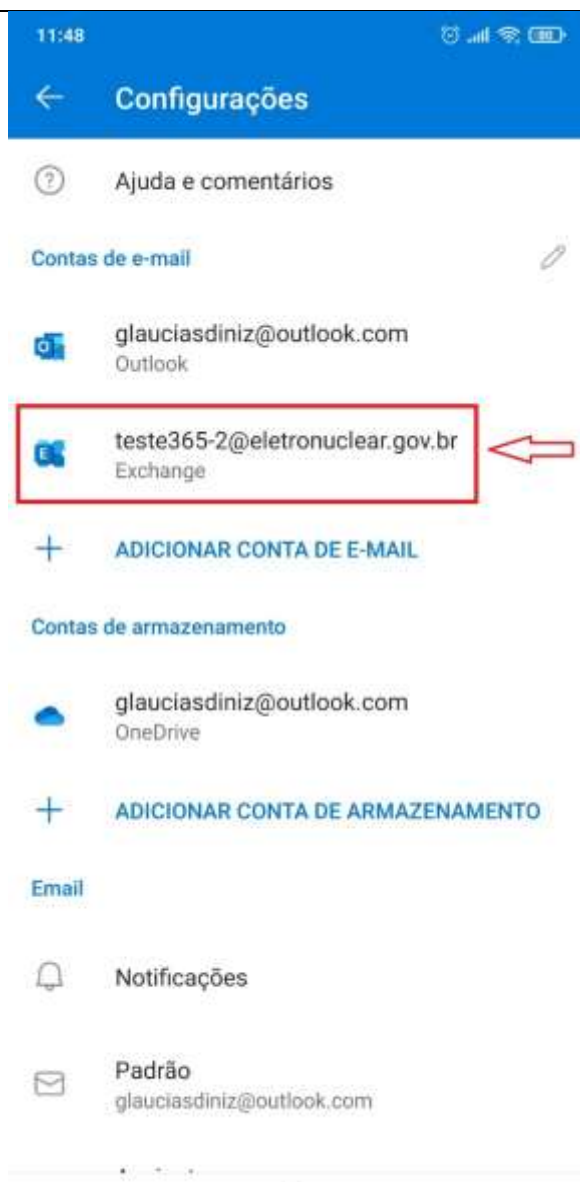 11:48
Configurações
Ajuda e comentários
Contas de e-mail
glauciasdiniz@outlook.com
Outlook
teste365-2@eletronuclear.gov.br
Exchange
ADICIONAR CONTA DE E-MAIL
Contas de armazenamento
glauciasdiniz@outlook.com
OneDrive
ADICIONAR CONTA DE ARMAZENAMENTO
Email
Notificações
Padrão
glauciasdiniz@outlook.com